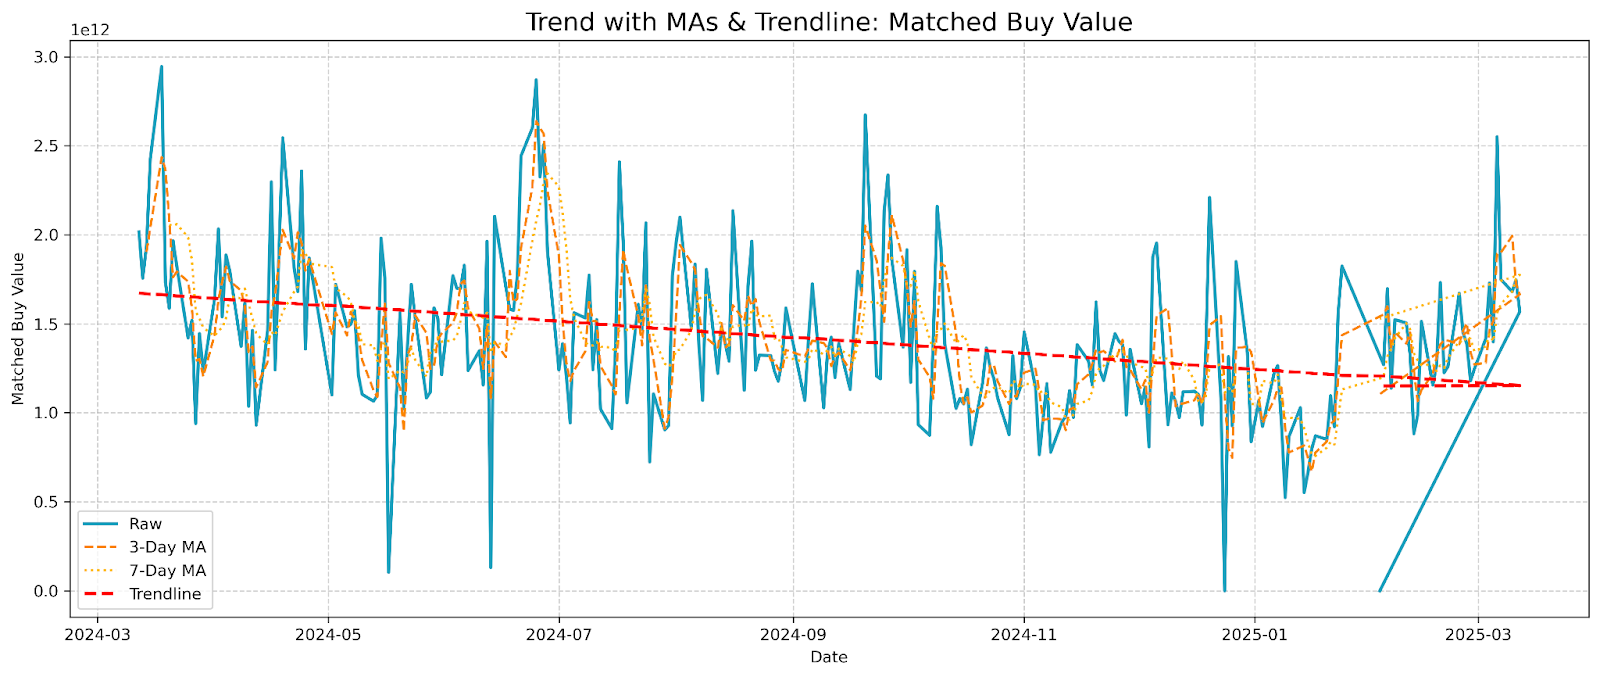 Trend with MAs & Trendline: Matched Buy Value
1e12
3.0
2.5
2.0
1.5
1.0
0.5
0.0
Matched Buy Value
Raw
3-Day MA
7-Day MA
Trendline
2024-03 2024-05 2024-07 2024-09 2024-11 2025-01 2025-03
Date